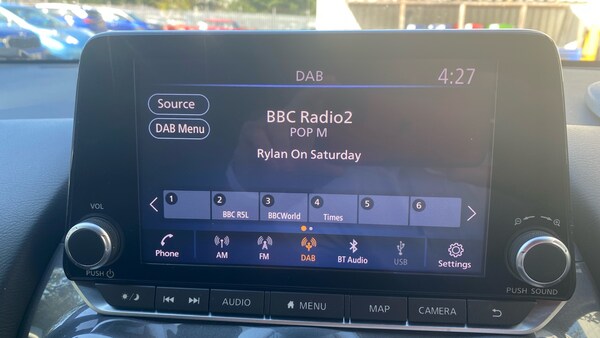 DAB 4:27
Source
BBC Radio2
POP M
DAB Menu
Rylan On Saturday
1 2 3 4 5 6
BBC RSL BBCWorld Times
Phone AM FM DAB BT Audio USB Settings
VOL
PUSH
PUSH SOUND
AUDIO MENU MAP CAMERA